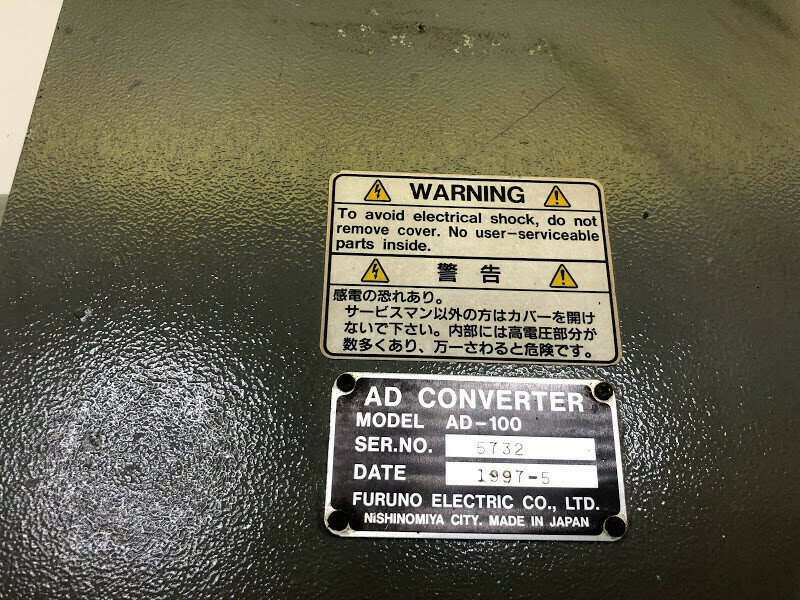 WARNING
To avoid electrical shock, do not
remove cover. No user-serviceable
parts inside.
警告
感電の恐れあり。
サービスマン以外の方はカバーを開け
ないで下さい。内部には高電圧部分が
数多くあり、万一さわると危険です。
AD CONVERTER
MODEL AD-100
SER.NO. 5732
DATE 1997-5
FURUNO ELECTRIC CO., LTD.
NISHINOMIYA CITY. MADE IN JAPAN